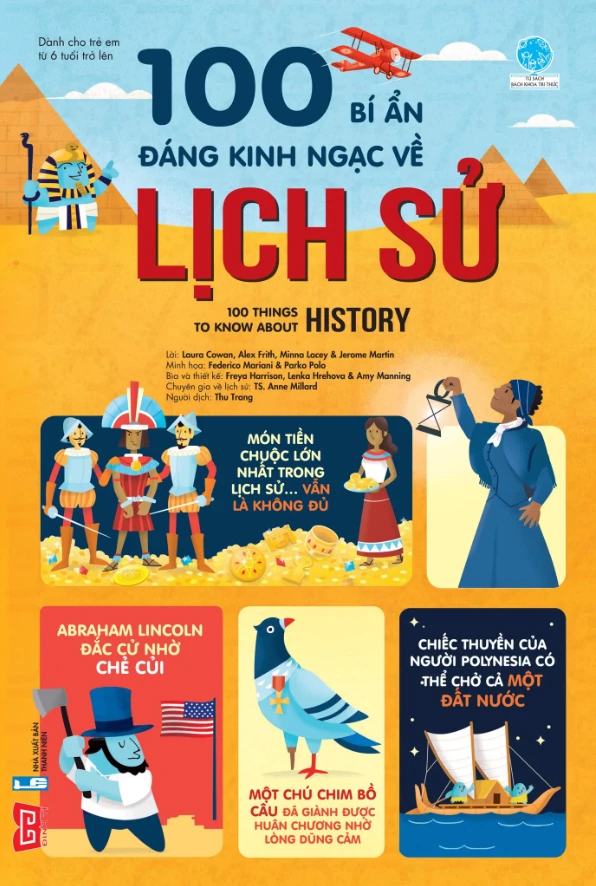 Dành cho trẻ em
từ 6 tuổi trở lên
100 BÍ ẨN
ĐÁNG KINH NGẠC VỀ
LỊCH SỬ
TỦ SÁCH
BÁCH KHOA TRI THỨC
100 THINGS
TO KNOW ABOUT HISTORY
Lời: Laura Cowan, Alex Frith, Minna Lacey & Jerome Martin
Minh họa: Federico Mariani & Parko Polo
Bìa và thiết kế: Freya Harrison, Lenka Hrehova & Amy Manning
Chuyên gia về lịch sử: TS. Anne Millard
Người dịch: Thu Trang
MÓN TIỀN
CHUỘC LỚN
NHẤT TRONG
LỊCH SỬ... VẪN
LÀ KHÔNG ĐỦ
ABRAHAM LINCOLN
ĐẮC CỬ NHỜ
CHẺ CỦI
MỘT CHÚ CHIM BỒ
CÂU ĐÃ GIÀNH ĐƯỢC
HUÂN CHƯƠNG NHỜ
LÒNG DŨNG CẢM
CHIẾC THUYỀN CỦA
NGƯỜI POLYNESIA CÓ
THỂ CHỞ CẢ MỘT
ĐẤT NƯỚC
NHÀ XUẤT BẢN
THANH NIÊN